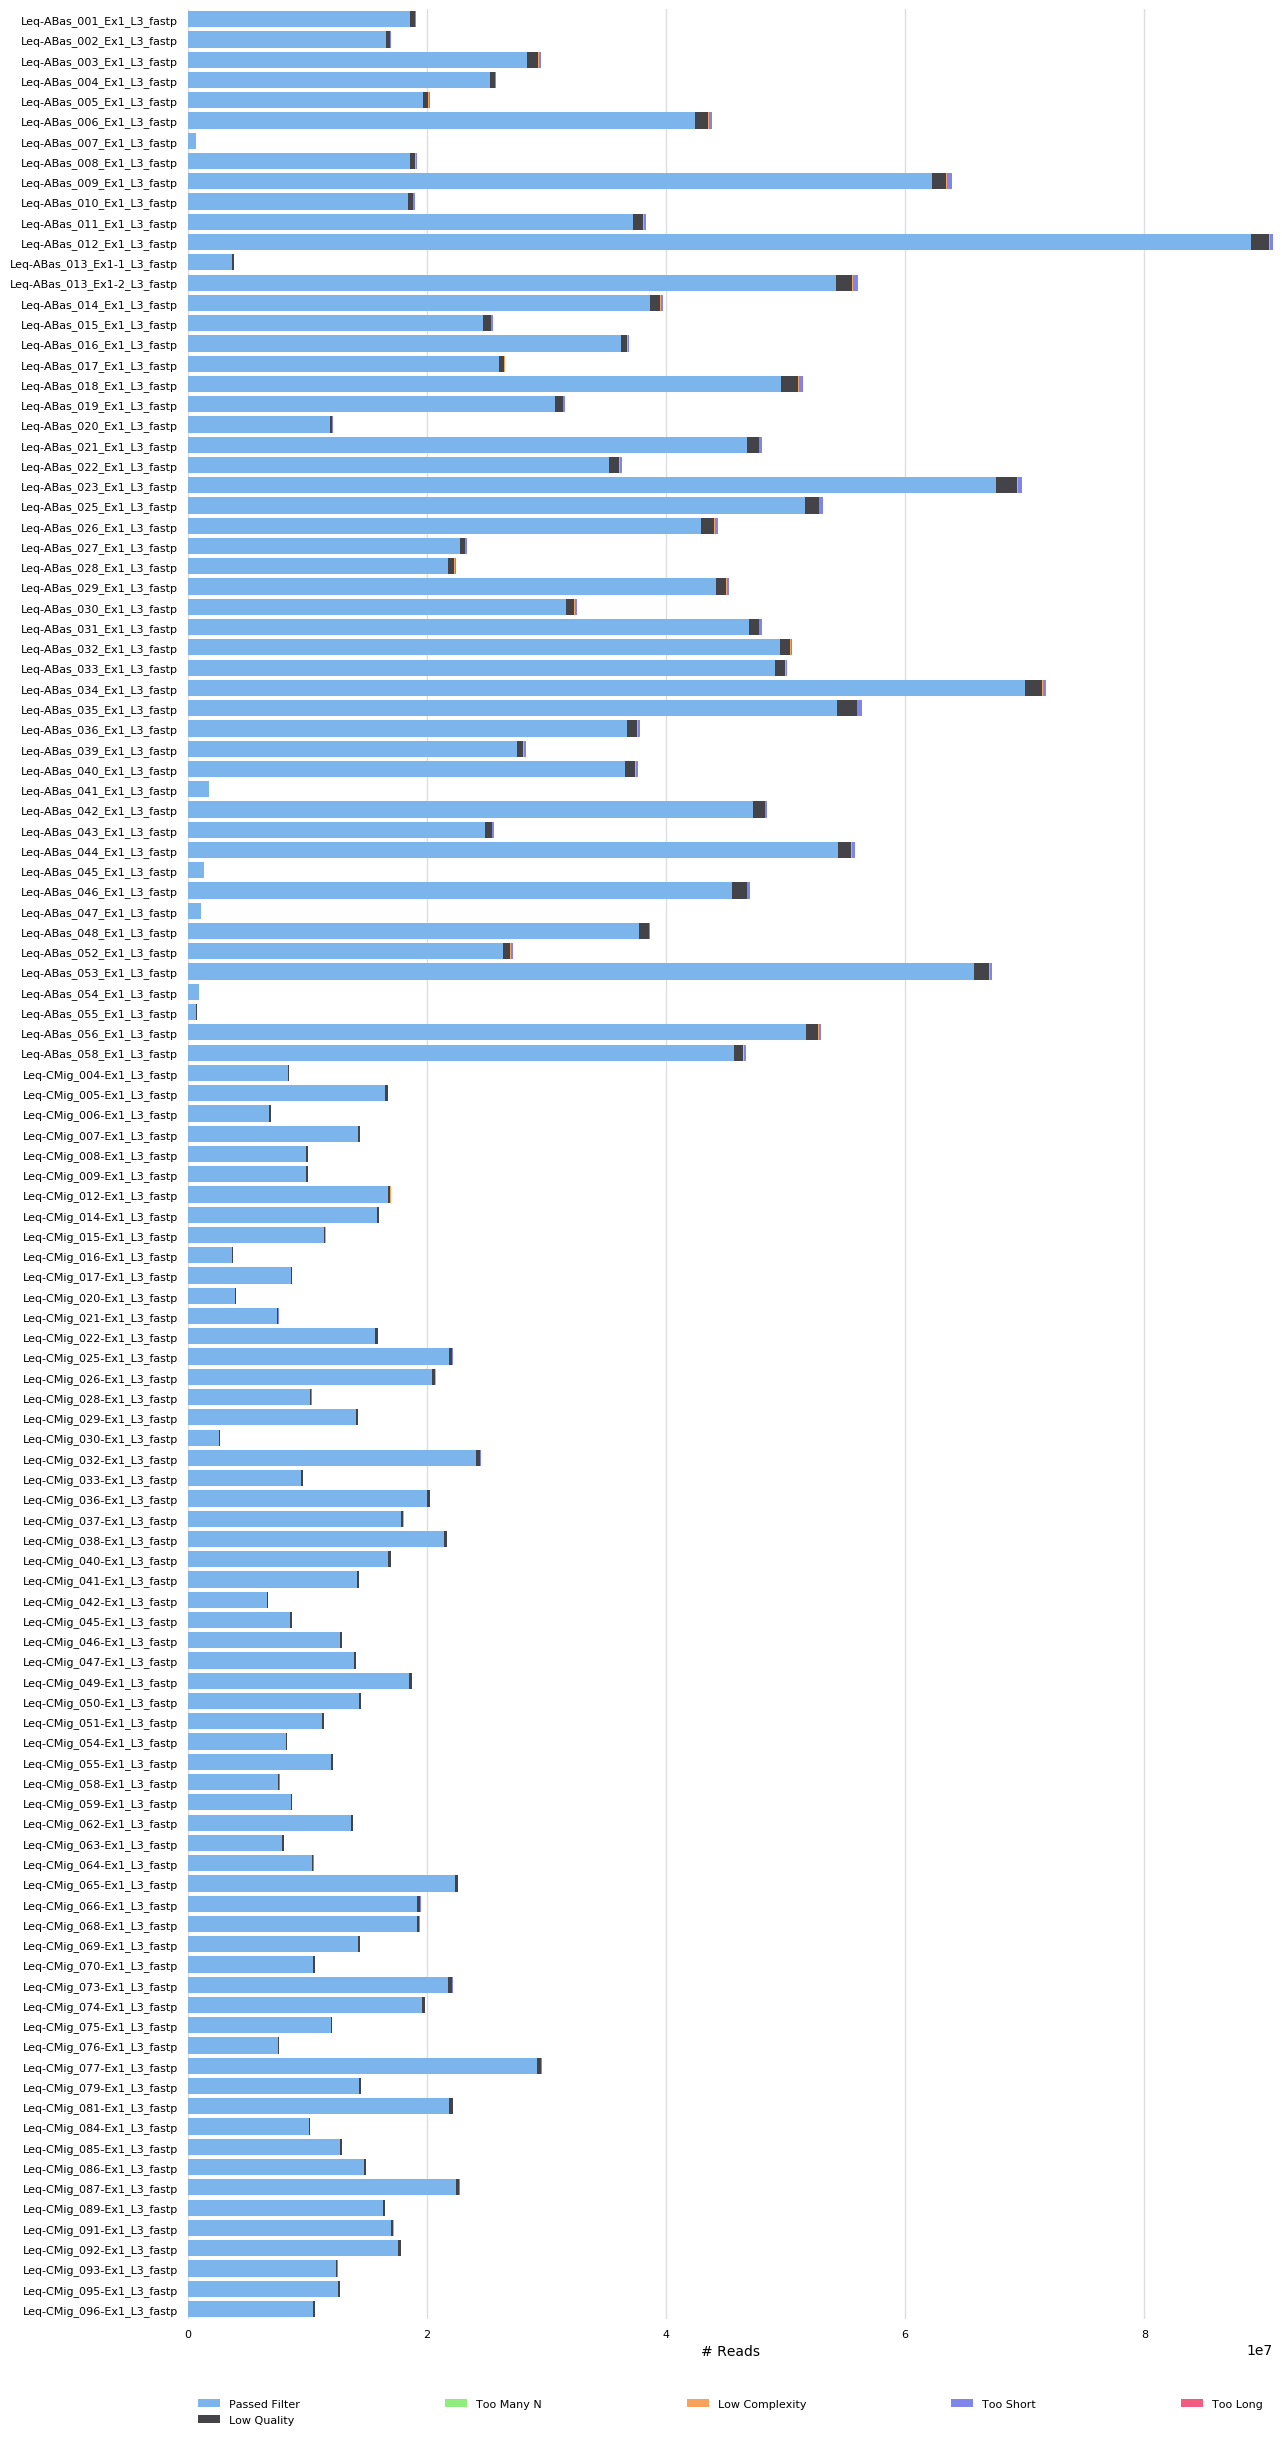 Leq-ABas_001_Ex1_L3_fastp
Leq-ABas_002_Ex1_L3_fastp
Leq-ABas_003_Ex1_L3_fastp
Leq-ABas_004_Ex1_L3_fastp
Leq-ABas_005_Ex1_L3_fastp
Leq-ABas_006_Ex1_L3_fastp
Leq-ABas_007_Ex1_L3_fastp
Leq-ABas_008_Ex1_L3_fastp
Leq-ABas_009_Ex1_L3_fastp
Leq-ABas_010_Ex1_L3_fastp
Leq-ABas_011_Ex1_L3_fastp
Leq-ABas_012_Ex1_L3_fastp
Leq-ABas_013_Ex1-1_L3_fastp
Leq-ABas_013_Ex1-2_L3_fastp
Leq-ABas_014_Ex1_L3_fastp
Leq-ABas_015_Ex1_L3_fastp
Leq-ABas_016_Ex1_L3_fastp
Leq-ABas_017_Ex1_L3_fastp
Leq-ABas_018_Ex1_L3_fastp
Leq-ABas_019_Ex1_L3_fastp
Leq-ABas_020_Ex1_L3_fastp
Leq-ABas_021_Ex1_L3_fastp
Leq-ABas_022_Ex1_L3_fastp
Leq-ABas_023_Ex1_L3_fastp
Leq-ABas_025_Ex1_L3_fastp
Leq-ABas_026_Ex1_L3_fastp
Leq-ABas_027_Ex1_L3_fastp
Leq-ABas_028_Ex1_L3_fastp
Leq-ABas_029_Ex1_L3_fastp
Leq-ABas_030_Ex1_L3_fastp
Leq-ABas_031_Ex1_L3_fastp
Leq-ABas_032_Ex1_L3_fastp
Leq-ABas_033_Ex1_L3_fastp
Leq-ABas_034_Ex1_L3_fastp
Leq-ABas_035_Ex1_L3_fastp
Leq-ABas_036_Ex1_L3_fastp
Leq-ABas_039_Ex1_L3_fastp
Leq-ABas_040_Ex1_L3_fastp
Leq-ABas_041_Ex1_L3_fastp
Leq-ABas_042_Ex1_L3_fastp
Leq-ABas_043_Ex1_L3_fastp
Leq-ABas_044_Ex1_L3_fastp
Leq-ABas_045_Ex1_L3_fastp
Leq-ABas_046_Ex1_L3_fastp
Leq-ABas_047_Ex1_L3_fastp
Leq-ABas_048_Ex1_L3_fastp
Leq-ABas_052_Ex1_L3_fastp
Leq-ABas_053_Ex1_L3_fastp
Leq-ABas_054_Ex1_L3_fastp
Leq-ABas_055_Ex1_L3_fastp
Leq-ABas_056_Ex1_L3_fastp
Leq-ABas_058_Ex1_L3_fastp
Leq-CMig_004-Ex1_L3_fastp
Leq-CMig_005-Ex1_L3_fastp
Leq-CMig_006-Ex1_L3_fastp
Leq-CMig_007-Ex1_L3_fastp
Leq-CMig_008-Ex1_L3_fastp
Leq-CMig_009-Ex1_L3_fastp
Leq-CMig_012-Ex1_L3_fastp
Leq-CMig_014-Ex1_L3_fastp
Leq-CMig_015-Ex1_L3_fastp
Leq-CMig_016-Ex1_L3_fastp
Leq-CMig_017-Ex1_L3_fastp
Leq-CMig_020-Ex1_L3_fastp
Leq-CMig_021-Ex1_L3_fastp
Leq-CMig_022-Ex1_L3_fastp
Leq-CMig_025-Ex1_L3_fastp
Leq-CMig_026-Ex1_L3_fastp
Leq-CMig_028-Ex1_L3_fastp
Leq-CMig_029-Ex1_L3_fastp
Leq-CMig_030-Ex1_L3_fastp
Leq-CMig_032-Ex1_L3_fastp
Leq-CMig_033-Ex1_L3_fastp
Leq-CMig_036-Ex1_L3_fastp
Leq-CMig_037-Ex1_L3_fastp
Leq-CMig_038-Ex1_L3_fastp
Leq-CMig_040-Ex1_L3_fastp
Leq-CMig_041-Ex1_L3_fastp
Leq-CMig_042-Ex1_L3_fastp
Leq-CMig_045-Ex1_L3_fastp
Leq-CMig_046-Ex1_L3_fastp
Leq-CMig_047-Ex1_L3_fastp
Leq-CMig_049-Ex1_L3_fastp
Leq-CMig_050-Ex1_L3_fastp
Leq-CMig_051-Ex1_L3_fastp
Leq-CMig_054-Ex1_L3_fastp
Leq-CMig_055-Ex1_L3_fastp
Leq-CMig_058-Ex1_L3_fastp
Leq-CMig_059-Ex1_L3_fastp
Leq-CMig_062-Ex1_L3_fastp
Leq-CMig_063-Ex1_L3_fastp
Leq-CMig_064-Ex1_L3_fastp
Leq-CMig_065-Ex1_L3_fastp
Leq-CMig_066-Ex1_L3_fastp
Leq-CMig_068-Ex1_L3_fastp
Leq-CMig_069-Ex1_L3_fastp
Leq-CMig_070-Ex1_L3_fastp
Leq-CMig_073-Ex1_L3_fastp
Leq-CMig_074-Ex1_L3_fastp
Leq-CMig_075-Ex1_L3_fastp
Leq-CMig_076-Ex1_L3_fastp
Leq-CMig_077-Ex1_L3_fastp
Leq-CMig_079-Ex1_L3_fastp
Leq-CMig_081-Ex1_L3_fastp
Leq-CMig_084-Ex1_L3_fastp
Leq-CMig_085-Ex1_L3_fastp
Leq-CMig_086-Ex1_L3_fastp
Leq-CMig_087-Ex1_L3_fastp
Leq-CMig_089-Ex1_L3_fastp
Leq-CMig_091-Ex1_L3_fastp
Leq-CMig_092-Ex1_L3_fastp
Leq-CMig_093-Ex1_L3_fastp
Leq-CMig_095-Ex1_L3_fastp
Leq-CMig_096-Ex1_L3_fastp
0 2 4 6 8
# Reads 1e7
Passed Filter Too Many N Low Complexity Too Short Too Long
Low Quality